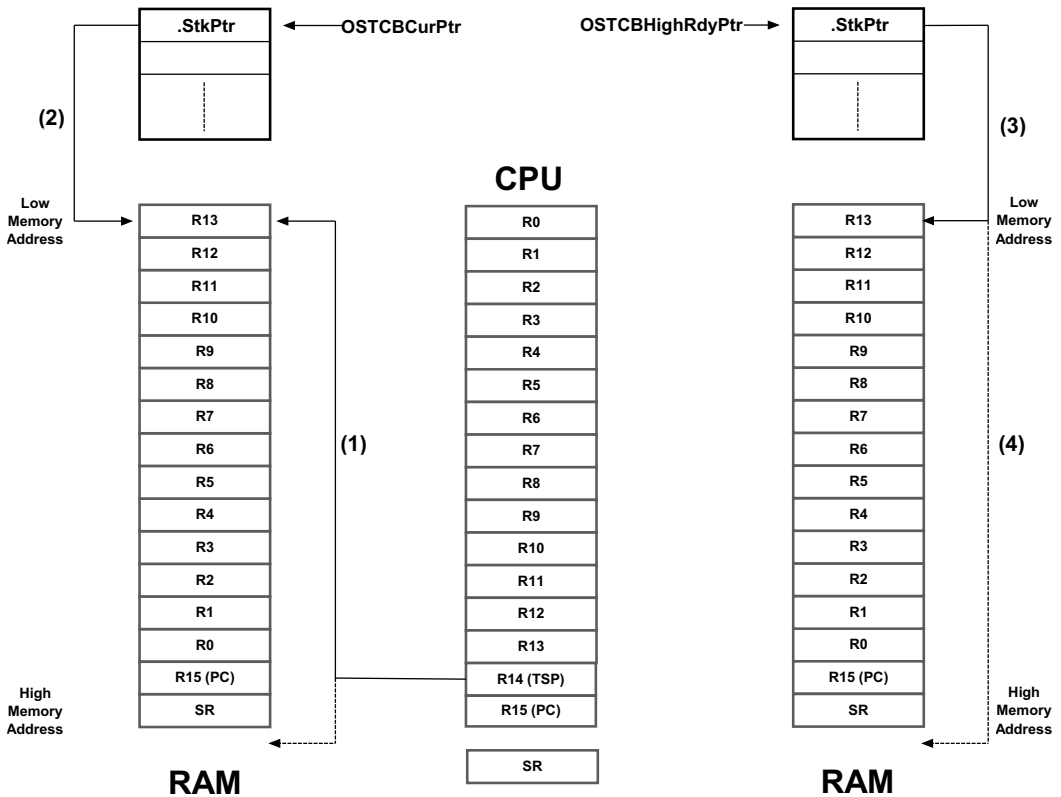 .StkPtr
OSTCBCurPtr
OSTCBHighRdyPtr
.StkPtr
(2)
(3)
CPU
Low
Memory
Address
R13
R12
R11
R10
R9
R8
R7
R6
R5
R4
R3
R2
R1
R0
R15 (PC)
SR
High
Memory
Address
RAM
(1)
R0
R1
R2
R3
R4
R5
R6
R7
R8
R9
R10
R11
R12
R13
R14 (TSP)
R15 (PC)
SR
R13
R12
R11
R10
R9
R8
R7
R6
R5
R4
R3
R2
R1
R0
R15 (PC)
SR
RAM
Low
Memory
Address
(4)
High
Memory
Address